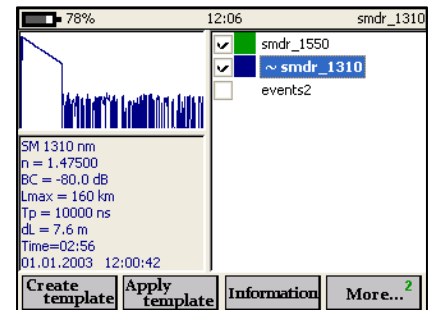 78% 12:06 smdr_1310
smdr_1550
~ smdr_1310
events2
SM 1310 nm
n = 1.47500
BC = -80.0 dB
Lmax = 160 km
Tp = 10000 ns
dL = 7.6 m
Time=02:56
01.01.2003 12:00:42
Create template
Apply template
Information
More...2